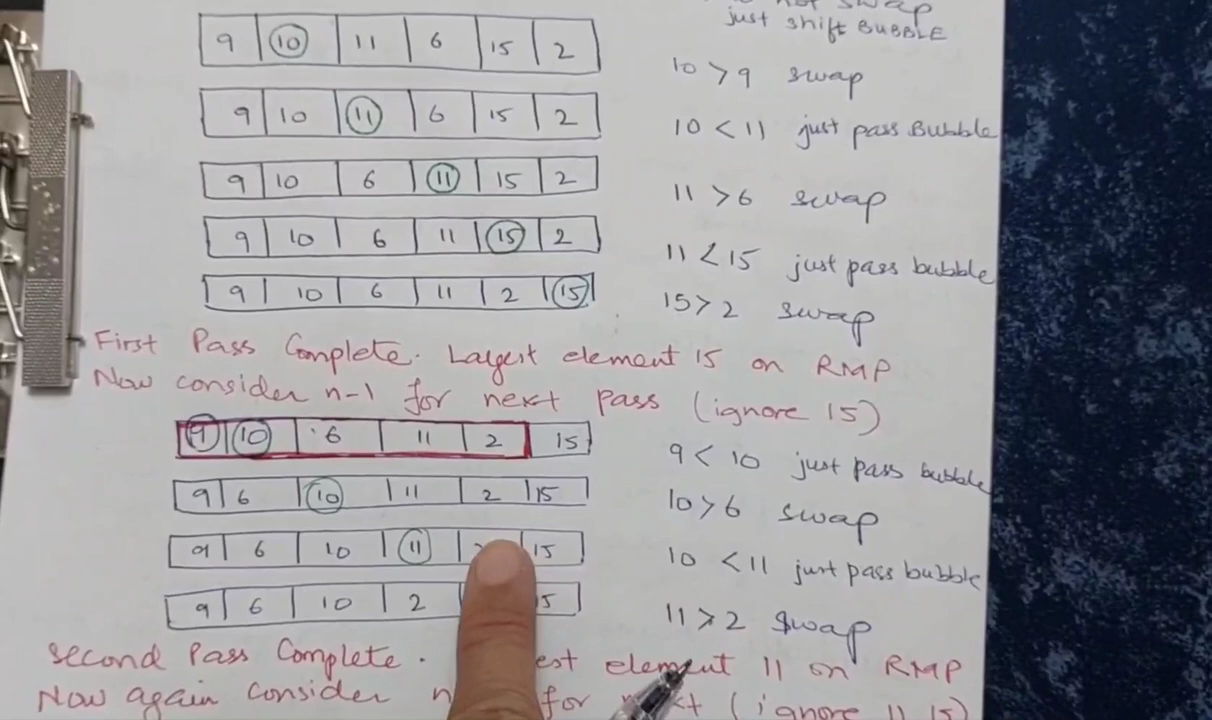 swap
just shift BUBBLE
9 10 11 6 15 2
10 > 9 swap
9 10 11 6 15 2
10 < 11 just pass Bubble
9 10 6 11 15 2
11 > 6 swap
9 10 6 11 15 2
11 < 15 just pass bubble
9 10 6 11 2 15
15 > 2 swap
First Pass Complete. Largest element 15 on RMP
Now consider n-1 for next pass (ignore 15)
9 10 6 11 2 15
9 < 10 just pass bubble
9 6 10 11 2 15
10 > 6 swap
9 6 10 11 15
10 < 11 just pass bubble
9 6 10 2 5
11 > 2 swap
second Pass Complete. est element 11 on RMP
Now again consider n for (ignore 11 15)